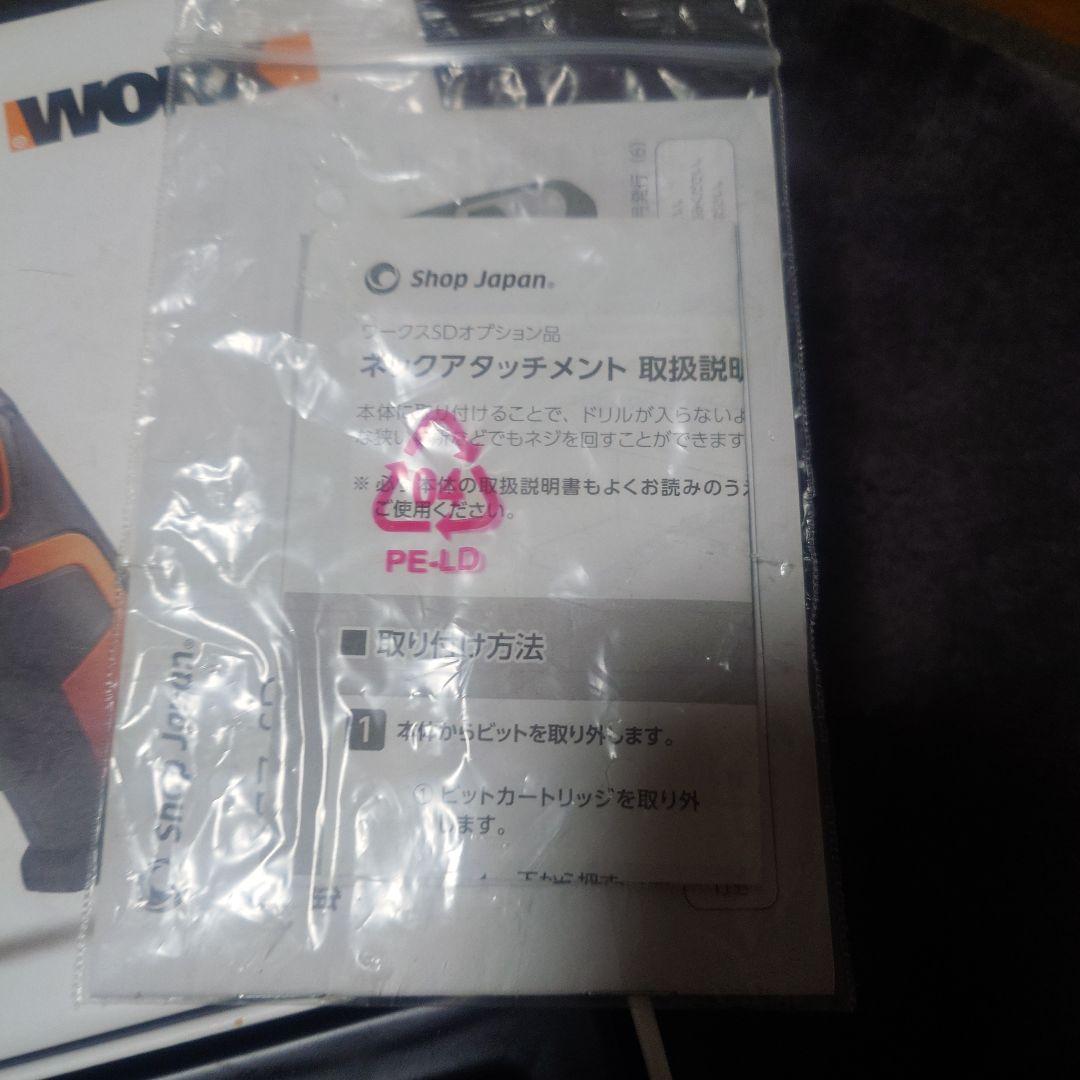 WORX
Shop Japan®
ワークスSDオプション品
ネックアタッチメント 取扱説明
本体に取り付けることで、ドリルが入らないよ
な狭い場所などでもネジを回すことができます
※必ず本体の取扱説明書もよくお読みのうえ
ご使用ください。
04
PE-LD
■ 取り付け方法
1 本体からビットを取り外します。
① ビットカートリッジを取り外
します。
下から押す
Shop Japan®